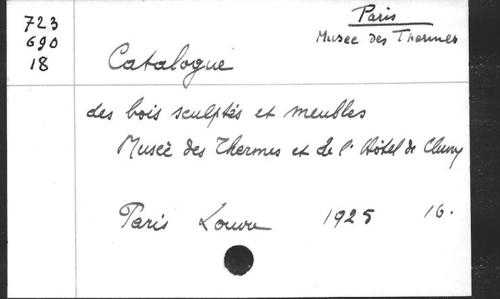 723
690
18
Paris
Musée des Thermes
Catalogue
des bois sculptés et meubles
Musée des Thermes et de l'Hôtel de Cluny
Paris Louvre 1925 16.